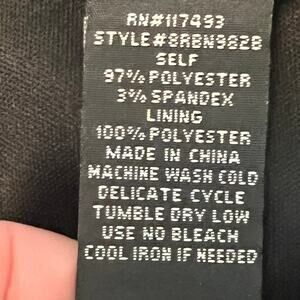 RN#117493
STYLE#8RBN982B
SELF
97% POLYESTER
3% SPANDEX
LINING
100% POLYESTER
MADE IN CHINA
MACHINE WASH COLD
DELICATE CYCLE
TUMBLE DRY LOW
USE NO BLEACH
COOL IRON IF NEEDED